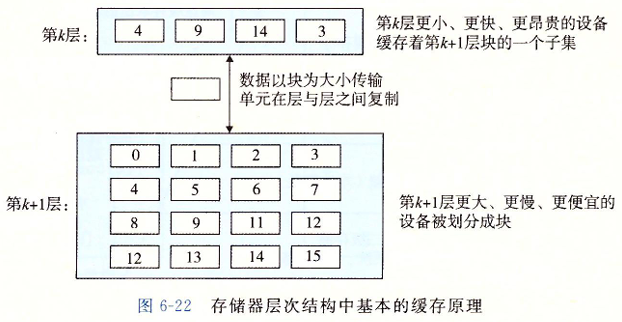 第k层:
4 9 14 3
第k层更小、更快、更昂贵的设备
缓存着第k+1层块的一个子集
数据以块为大小传输
单元在层与层之间复制
第k+1层:
0 1 2 3
4 5 6 7
8 9 11 12
12 13 14 15
第k+1层更大、更慢、更便宜的
设备被划分成块
图 6-22 存储器层次结构中基本的缓存原理